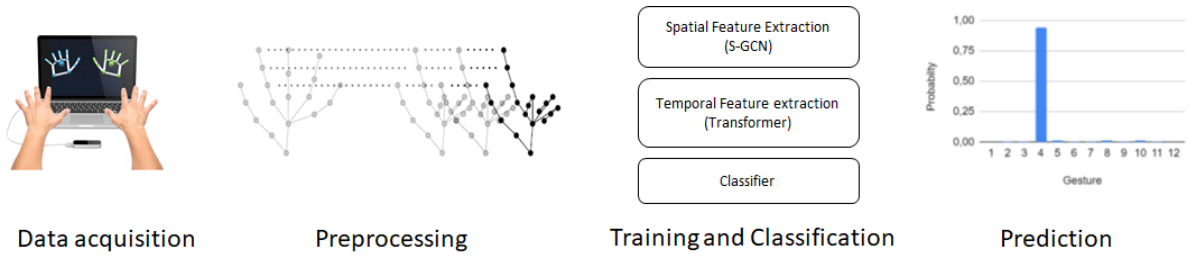 Spatial Feature Extraction
(S-GCN)
Temporal Feature extraction
(Transformer)
Classifier
1,00
0,75
0,50
0,25
0,00
Probabilty
1 2 3 4 5 6 7 8 9 10 11 12
Gesture
Data acquisition
Preprocessing
Training and Classification
Prediction